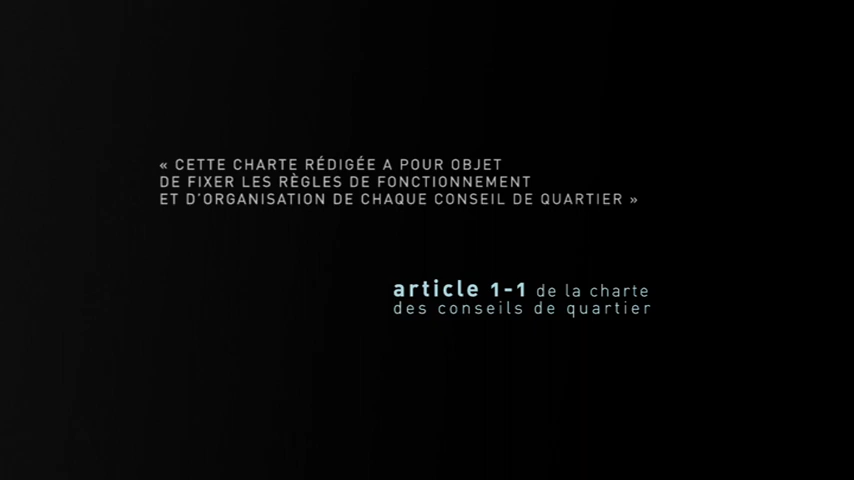 « CETTE CHARTE RÉDIGÉE A POUR OBJET
DE FIXER LES RÈGLES DE FONCTIONNEMENT
ET D'ORGANISATION DE CHAQUE CONSEIL DE QUARTIER »
article 1-1 de la charte
des conseils de quartier